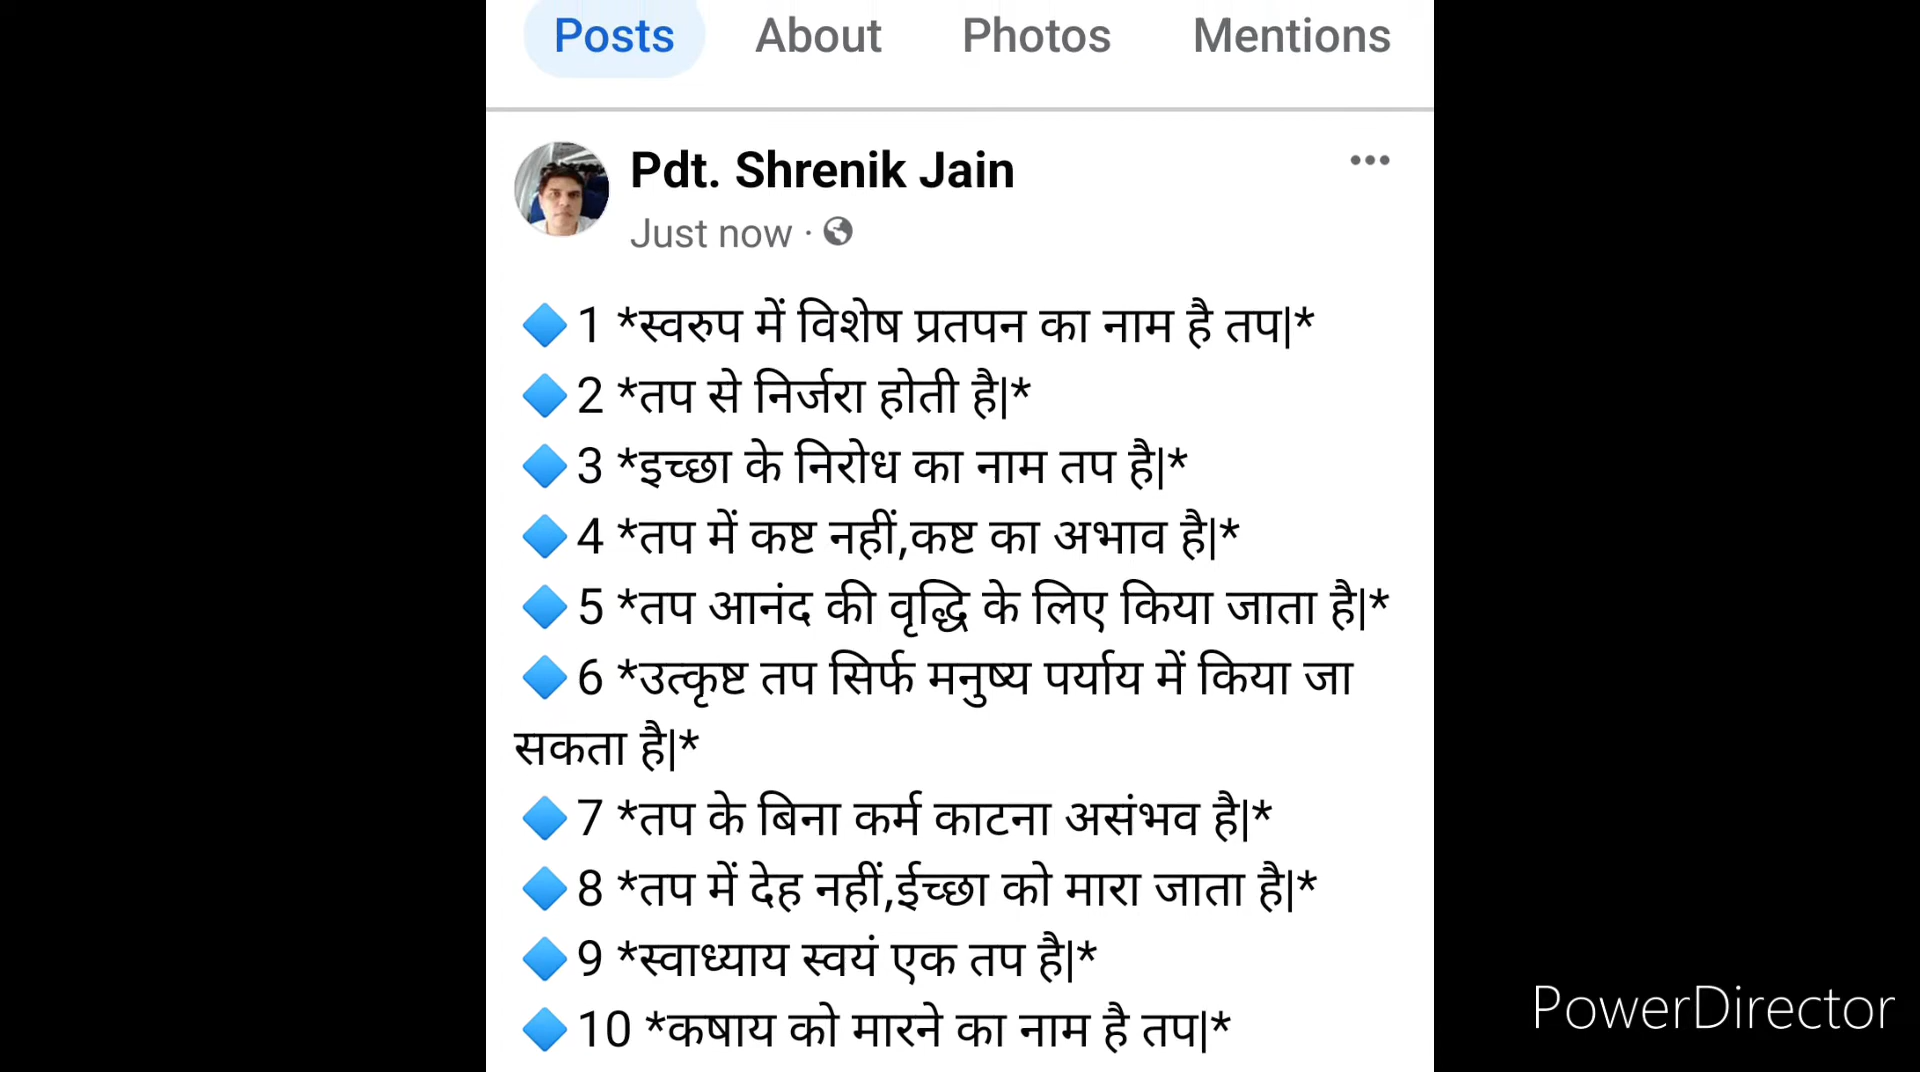 Posts About Photos Mentions
Pdt. Shrenik Jain
Just now ·
🔷1 *स्वरुप में विशेष प्रतपन का नाम है तप|*
🔷2 *तप से निर्जरा होती है|*
🔷3 *इच्छा के निरोध का नाम तप है|*
🔷4 *तप में कष्ट नहीं,कष्ट का अभाव है|*
🔷5 *तप आनंद की वृद्धि के लिए किया जाता है|*
🔷6 *उत्कृष्ट तप सिर्फ मनुष्य पर्याय में किया जा
सकता है|*
🔷7 *तप के बिना कर्म काटना असंभव है|*
🔷8 *तप में देह नहीं,ईच्छा को मारा जाता है|*
🔷9 *स्वाध्याय स्वयं एक तप है|*
🔷10 *कषाय को मारने का नाम है तप|*
PowerDirector